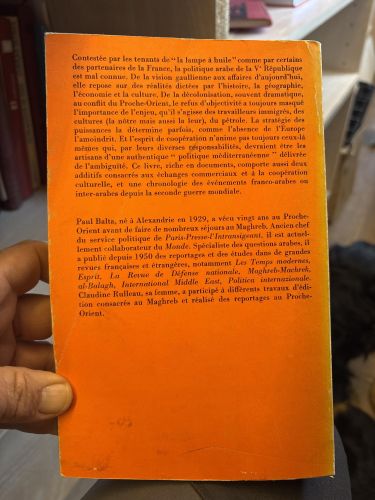 Contestée par les tenants de "la lampe à huile" comme par certains
des partenaires de la France, la politique arabe de la Vᵉ République
est mal connue. De la vision gaullienne aux affaires d'aujourd'hui,
elle repose sur des réalités dictées par l'histoire, la géographie,
l'économie et la culture. De la décolonisation, souvent dramatique,
au conflit du Proche-Orient, le refus d'objectivité a toujours masqué
l'importance de l'enjeu, qu'il s'agisse des travailleurs immigrés, des
cultures (la nôtre mais aussi la leur), du pétrole. La stratégie des
puissances la détermine parfois, comme l'absence de l'Europe
l'amoindrit. Et l'esprit de coopération n'anime pas toujours ceux-là
mêmes qui, par leurs diverses responsabilités, devraient être les
artisans d'une authentique "politique méditerranéenne" délivrée
de l'ambiguïté. Ce livre, riche en documents, comporte aussi deux
additifs consacrés aux échanges commerciaux et à la coopération
culturelle, et une chronologie des événements franco-arabes ou
inter-arabes depuis la seconde guerre mondiale.
Paul Balta, né à Alexandrie en 1929, a vécu vingt ans au Proche-
Orient avant de faire de nombreux séjours au Maghreb. Ancien chef
du service politique de Paris-Presse-l'Intransigeant, il est actuel-
lement collaborateur du Monde. Spécialiste des questions arabes, il
a publié depuis 1950 des reportages et des études dans de grandes
revues françaises et étrangères, notamment Les Temps modernes,
Esprit, La Revue de Défense nationale, Maghreb-Machrek,
al-Balagh, International Middle East, Politica internazionale.
Claudine Rulleau, sa femme, a participé à différents travaux d'édi-
tion consacrés au Maghreb et réalisé des reportages au Proche-
Orient.